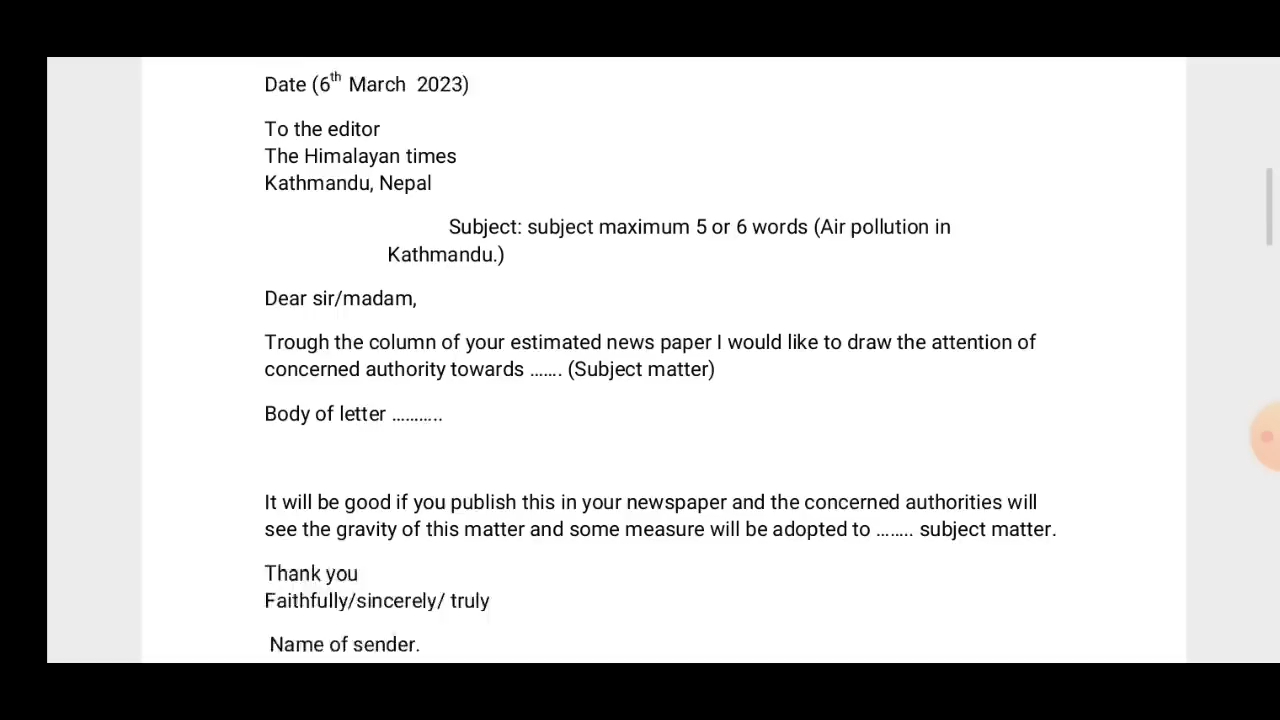 Date (6th March 2023)
To the editor
The Himalayan times
Kathmandu, Nepal
Subject: subject maximum 5 or 6 words (Air pollution in
Kathmandu.)
Dear sir/madam,
Trough the column of your estimated news paper I would like to draw the attention of
concerned authority towards ....... (Subject matter)
Body of letter ...........
It will be good if you publish this in your newspaper and the concerned authorities will
see the gravity of this matter and some measure will be adopted to ........ subject matter.
Thank you
Faithfully/sincerely/ truly
Name of sender.